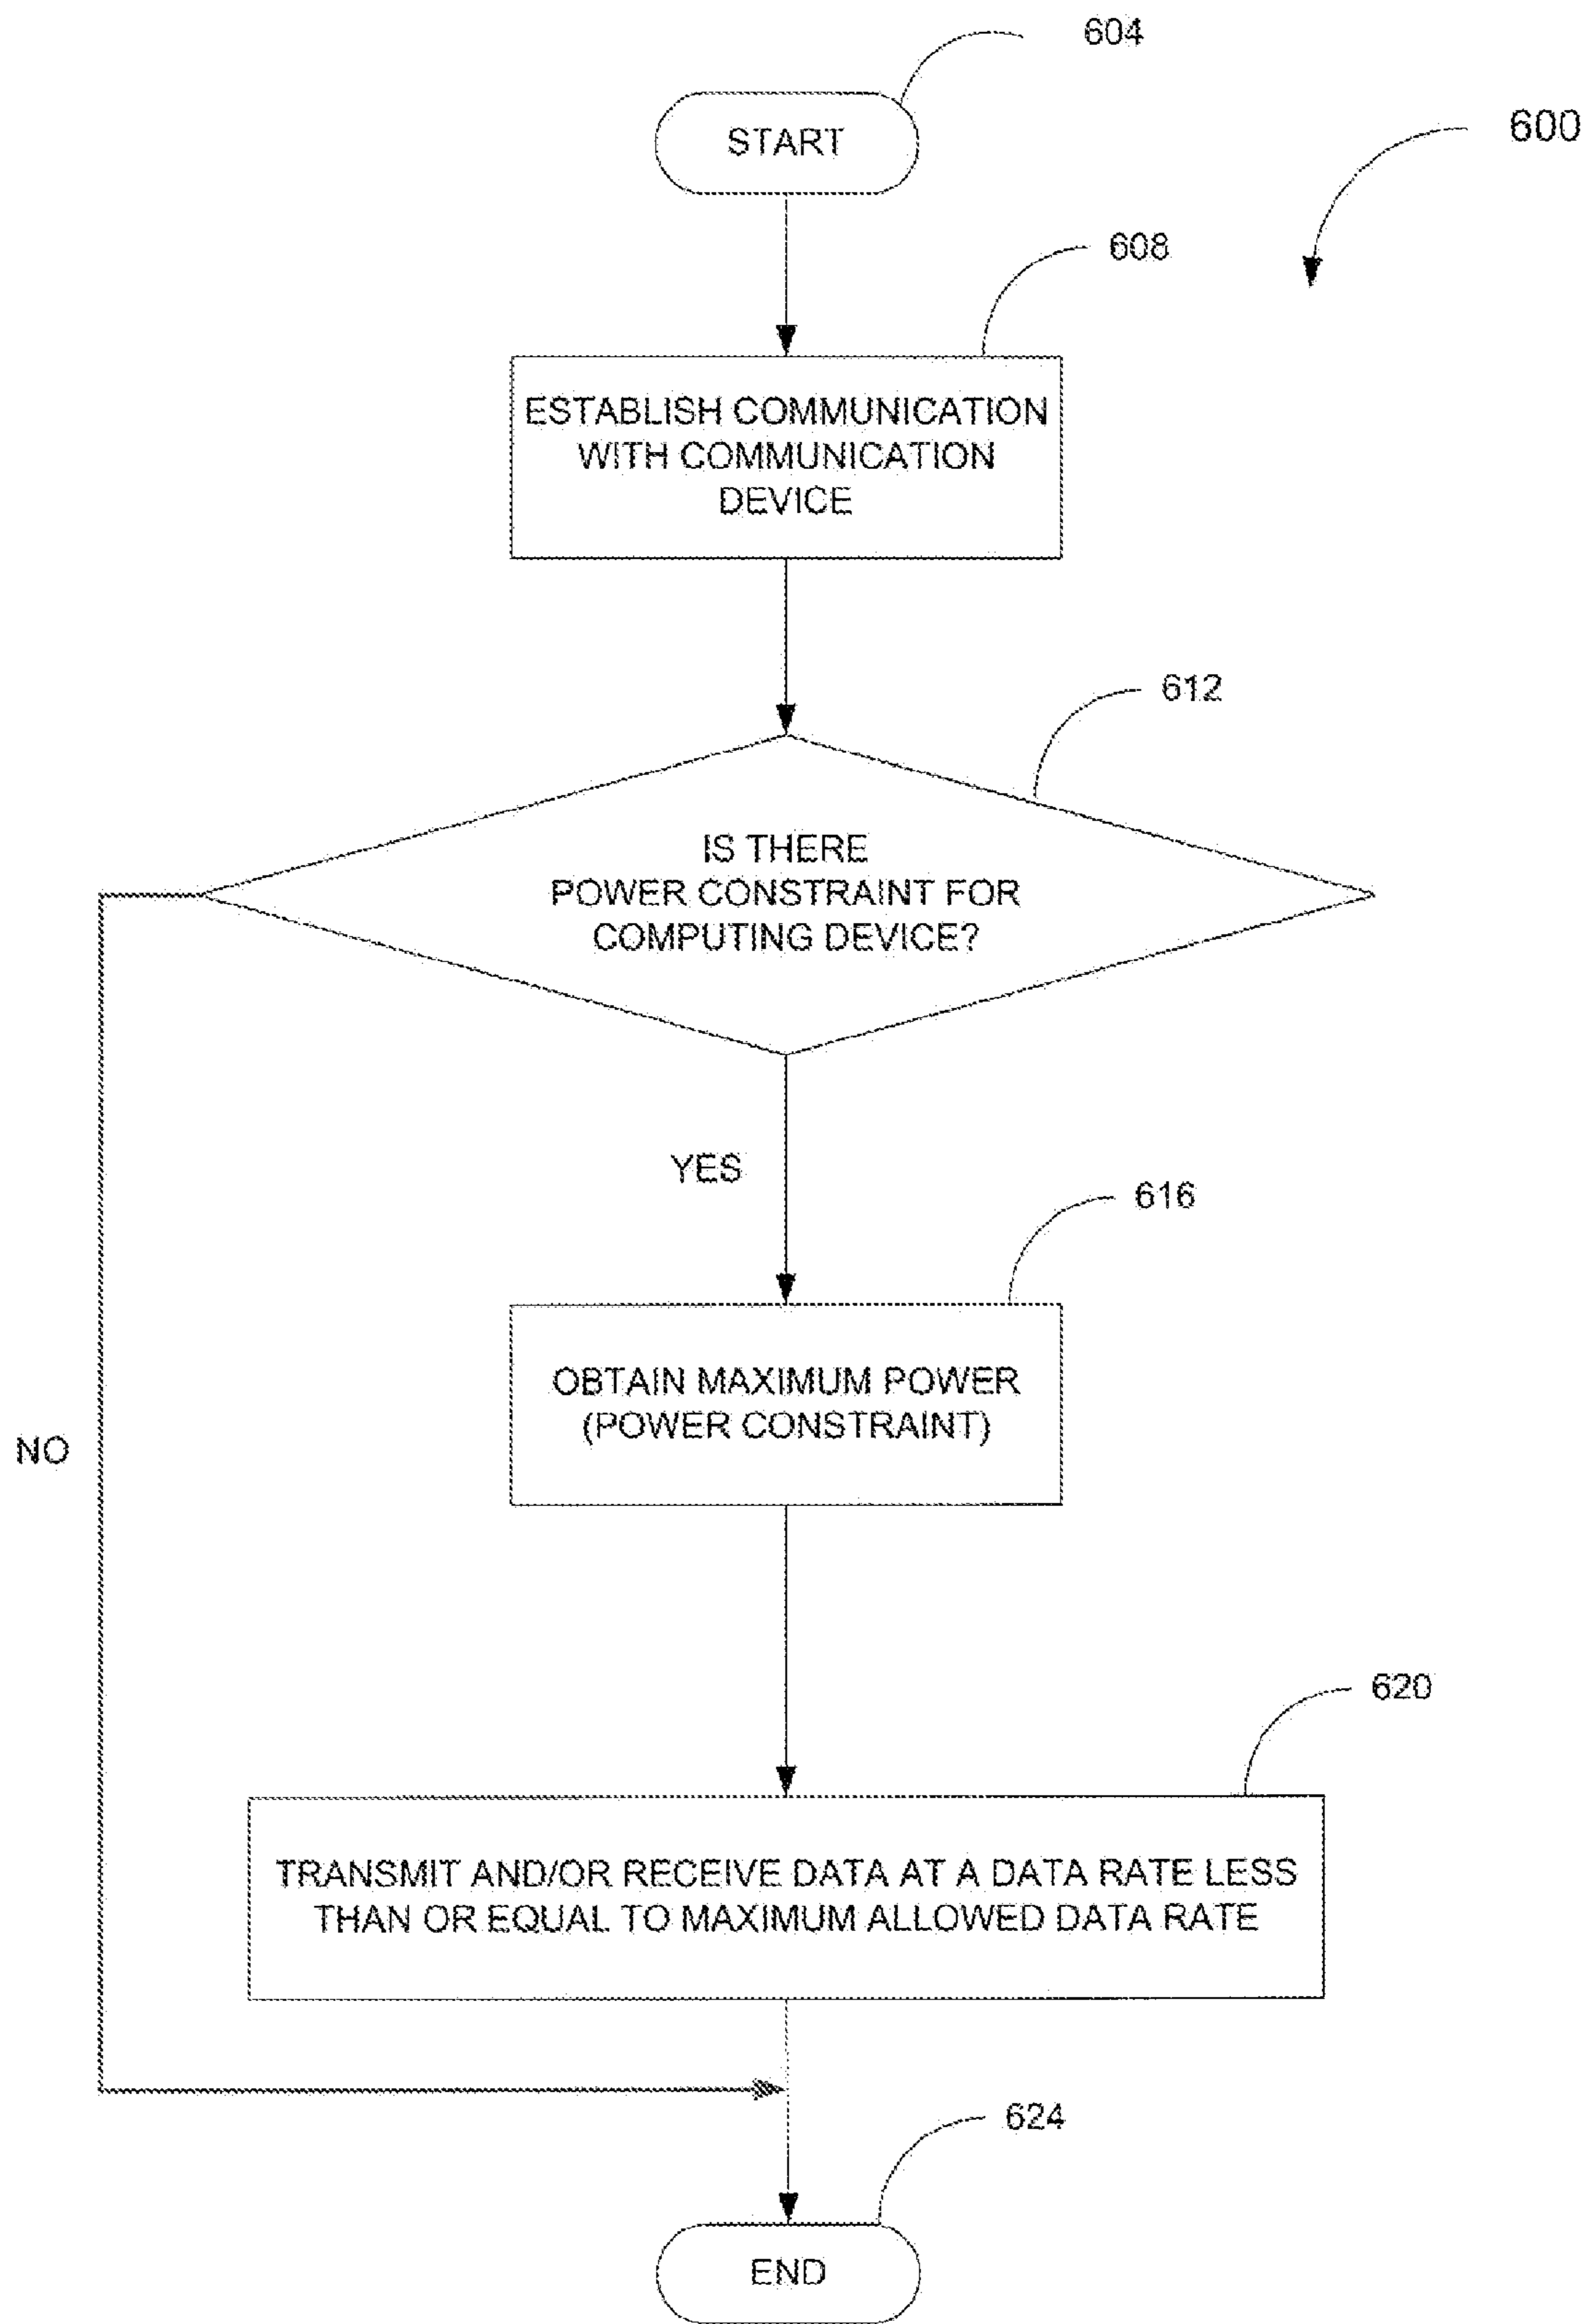 604
START
600
608
ESTABLISH COMMUNICATION
WITH COMMUNICATION
DEVICE
612
IS THERE
POWER CONSTRAINT FOR
COMPUTING DEVICE?
YES
616
OBTAIN MAXIMUM POWER
(POWER CONSTRAINT)
NO
620
TRANSMIT AND/OR RECEIVE DATA AT A DATA RATE LESS
THAN OR EQUAL TO MAXIMUM ALLOWED DATA RATE
624
END